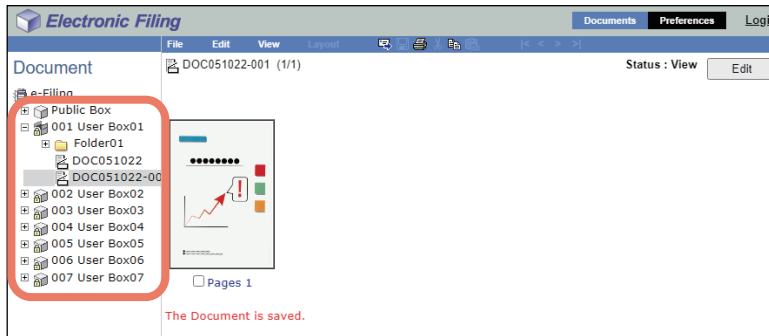 Electronic Filing
Documents Preferences Logi
File Edit View Layout |< < > >|
Document
DOC051022-001 (1/1)
Status : View
Edit
e-Filing
Public Box
001 User Box01
Folder01
DOC051022
DOC051022-00
002 User Box02
003 User Box03
004 User Box04
005 User Box05
006 User Box06
007 User Box07
!
Pages 1
The Document is saved.